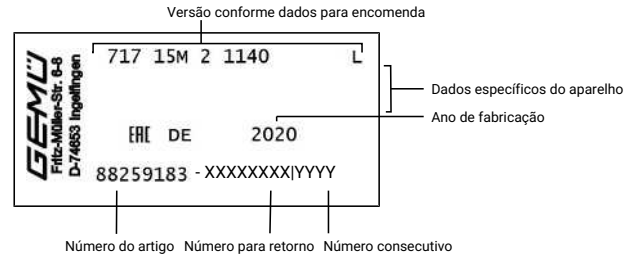 Versão conforme dados para encomenda
GEMÜ
Fritz-Müller-Str. 6-8
D-74653 Ingelfingen
717 15M 2 1140 L
Dados específicos do aparelho
Ano de fabricação
EAC DE 2020
88259183 - XXXXXXXX|YYYY
Número do artigo Número para retorno Número consecutivo